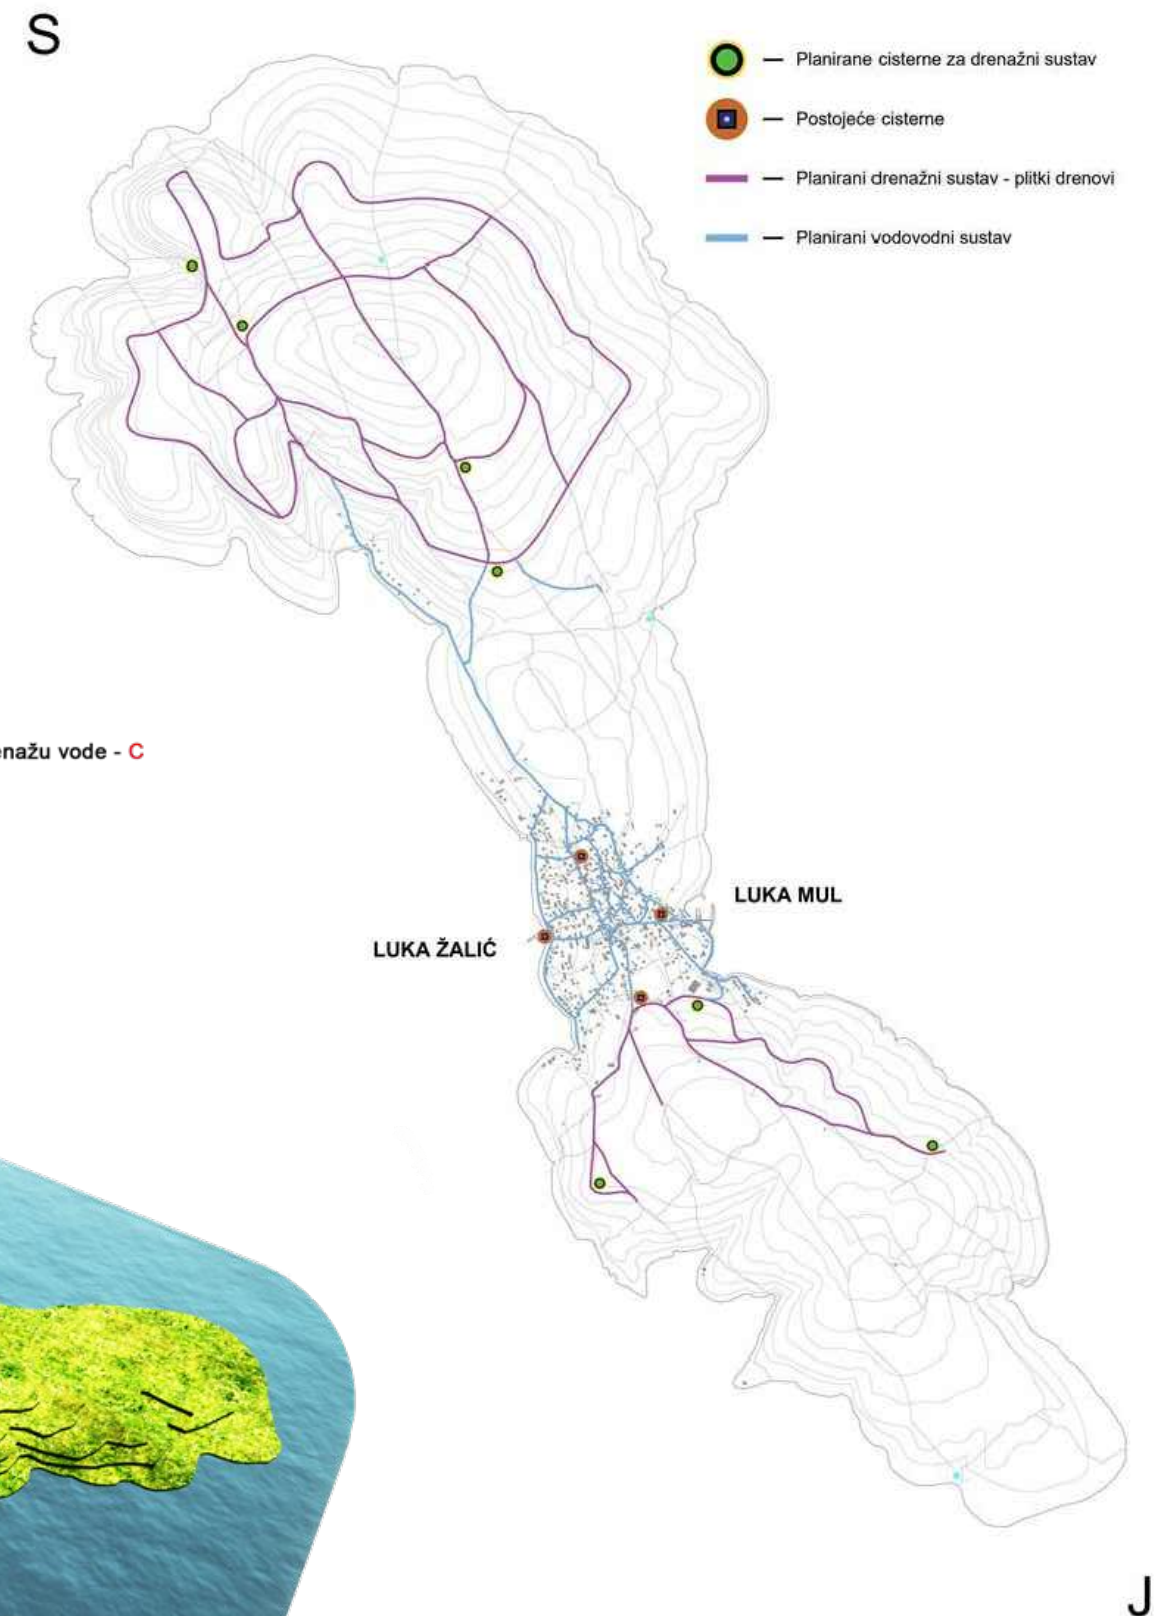 S
Planirane cisterne za drenažni sustav
Postojeće cisterne
Planirani drenažni sustav - plitki drenovi
Planirani vodovodni sustav
enažu vode - C
LUKA MUL
LUKA ŽALIĆ
J